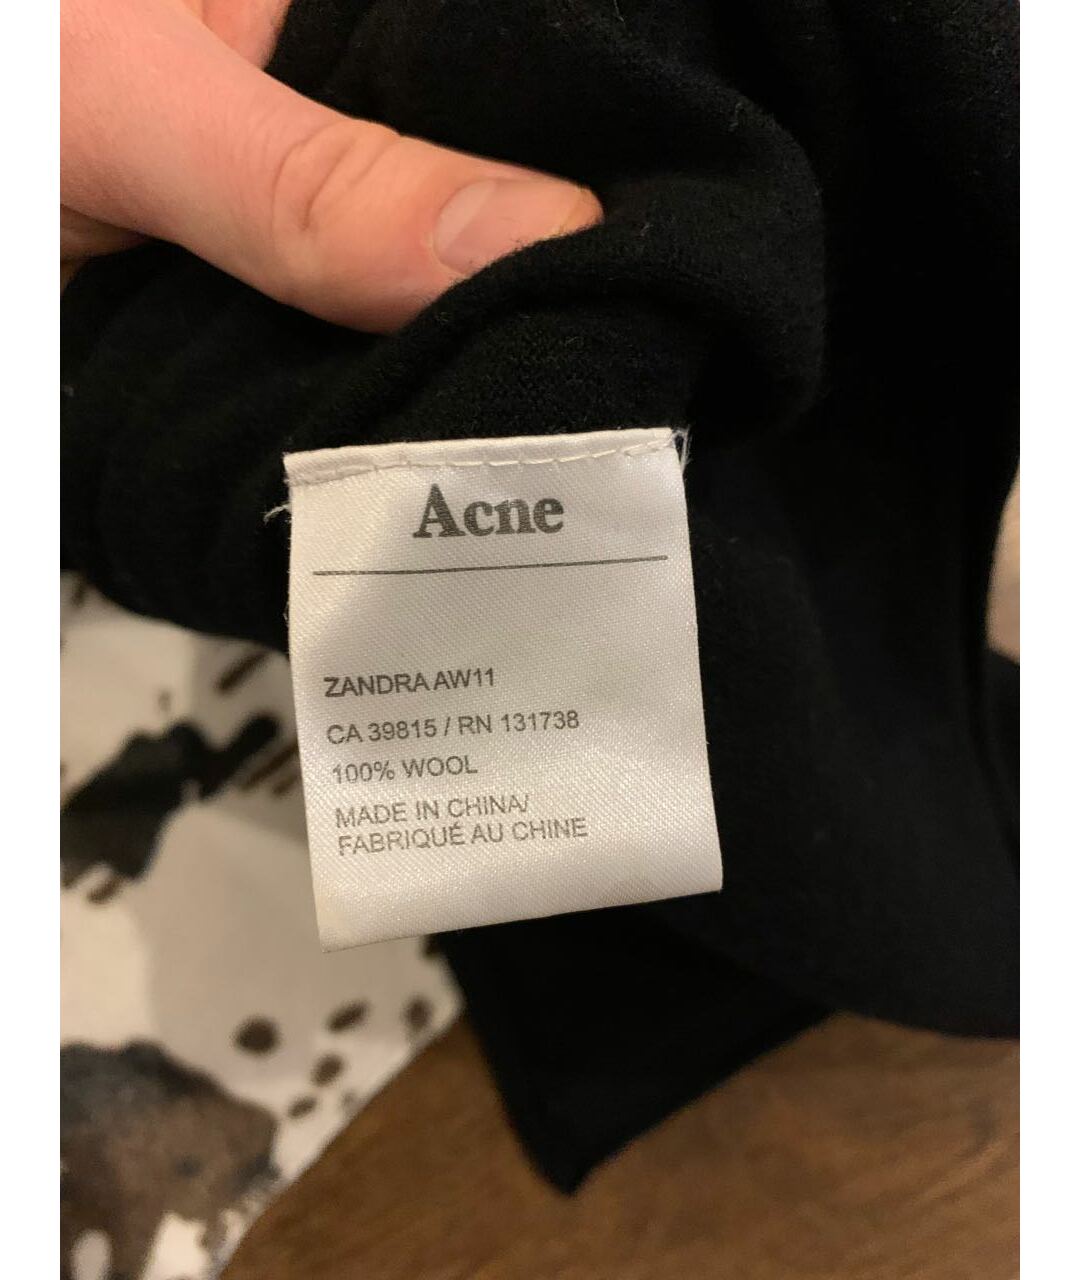 Acne
ZANDRA AW11
CA 39815 / RN 131738
100% WOOL
MADE IN CHINA/
FABRIQUÉ AU CHINE